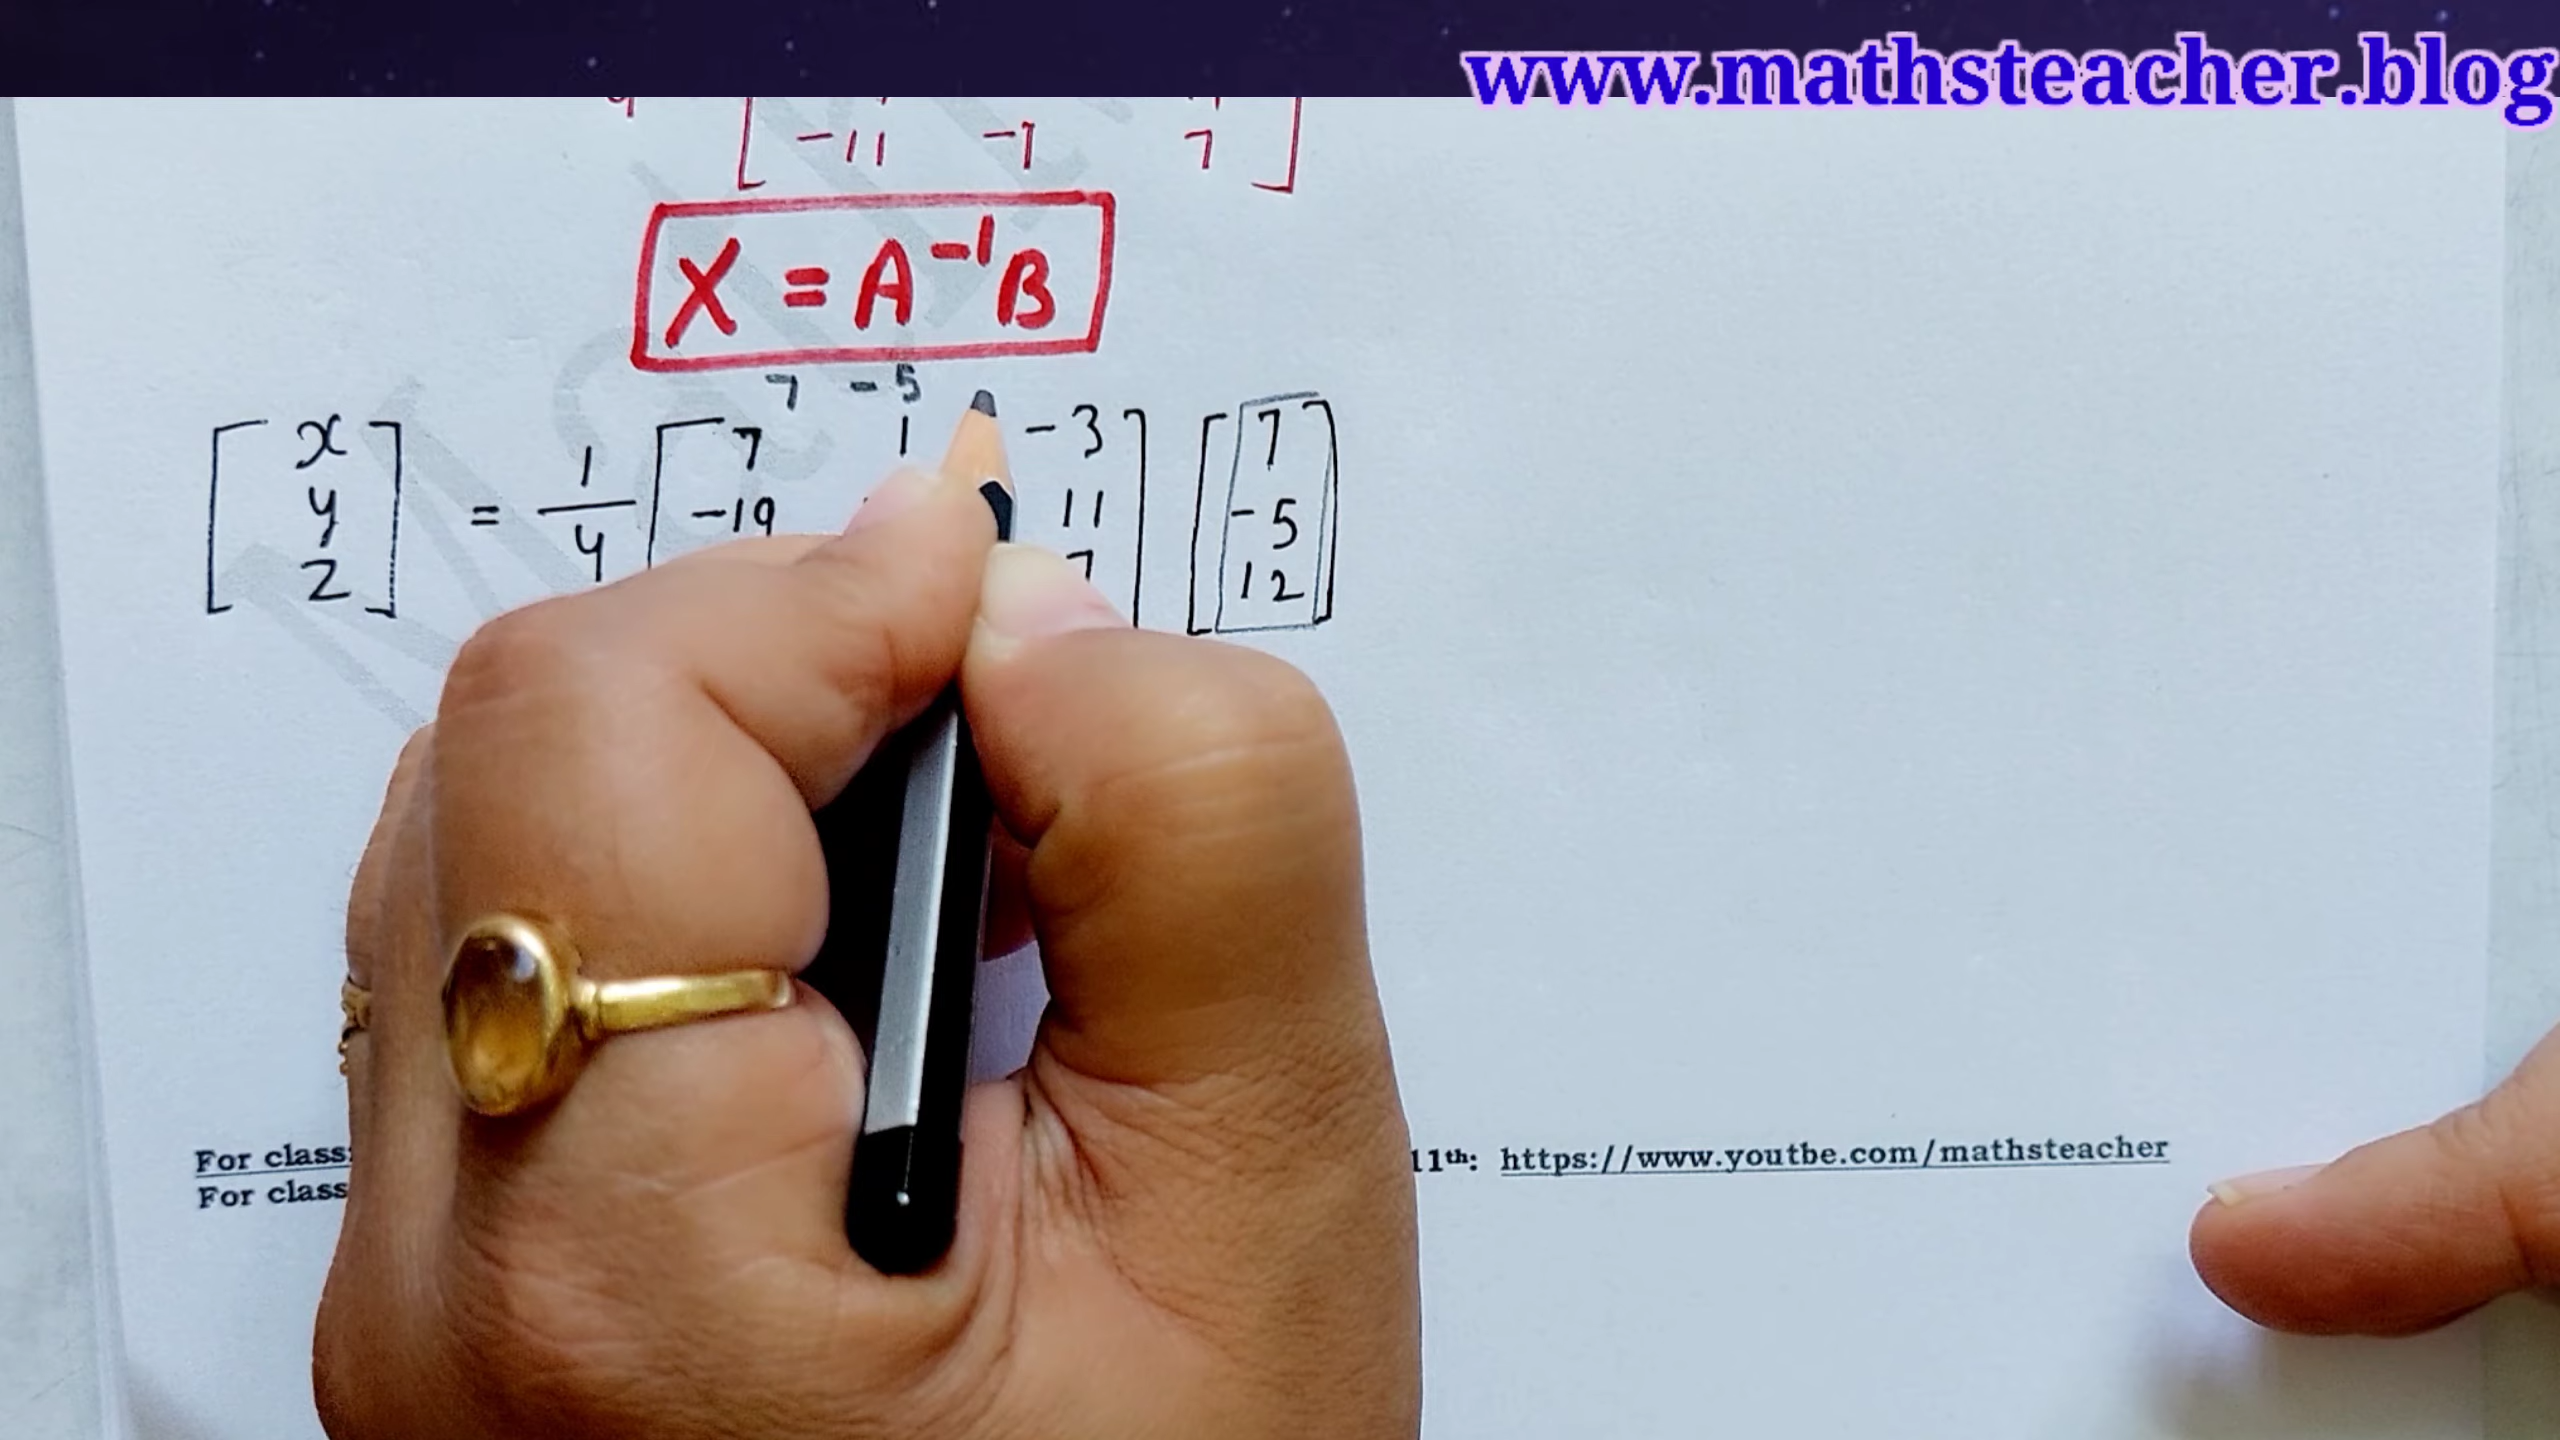 www.mathsteacher.blog
-11 -1 7
X = A⁻¹B
7 -5
x 1 7 1 -3 7
y = -19 11 -5
z 4 7 12
For class 11ᵗʰ: https://www.youtbe.com/mathsteacher
For class